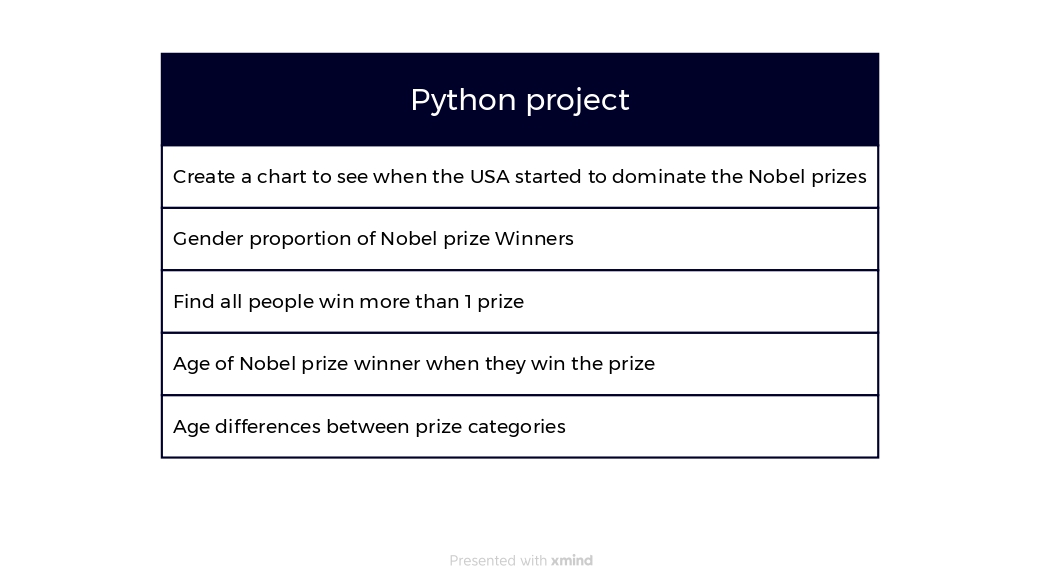 Python project
Create a chart to see when the USA started to dominate the Nobel prizes
Gender proportion of Nobel prize Winners
Find all people win more than 1 prize
Age of Nobel prize winner when they win the prize
Age differences between prize categories
Presented with xmind